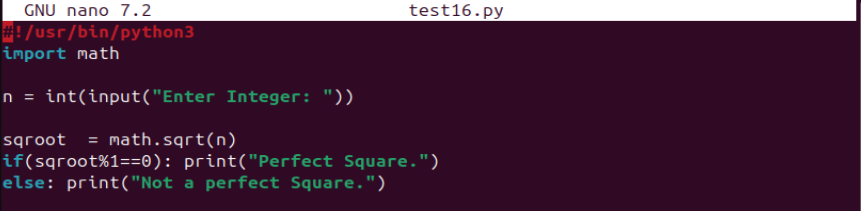 GNU nano 7.2 test16.py
#!/usr/bin/python3
import math
n = int(input("Enter Integer: "))
sqroot  = math.sqrt(n)
if(sqroot%1==0): print("Perfect Square.")
else: print("Not a perfect Square.")